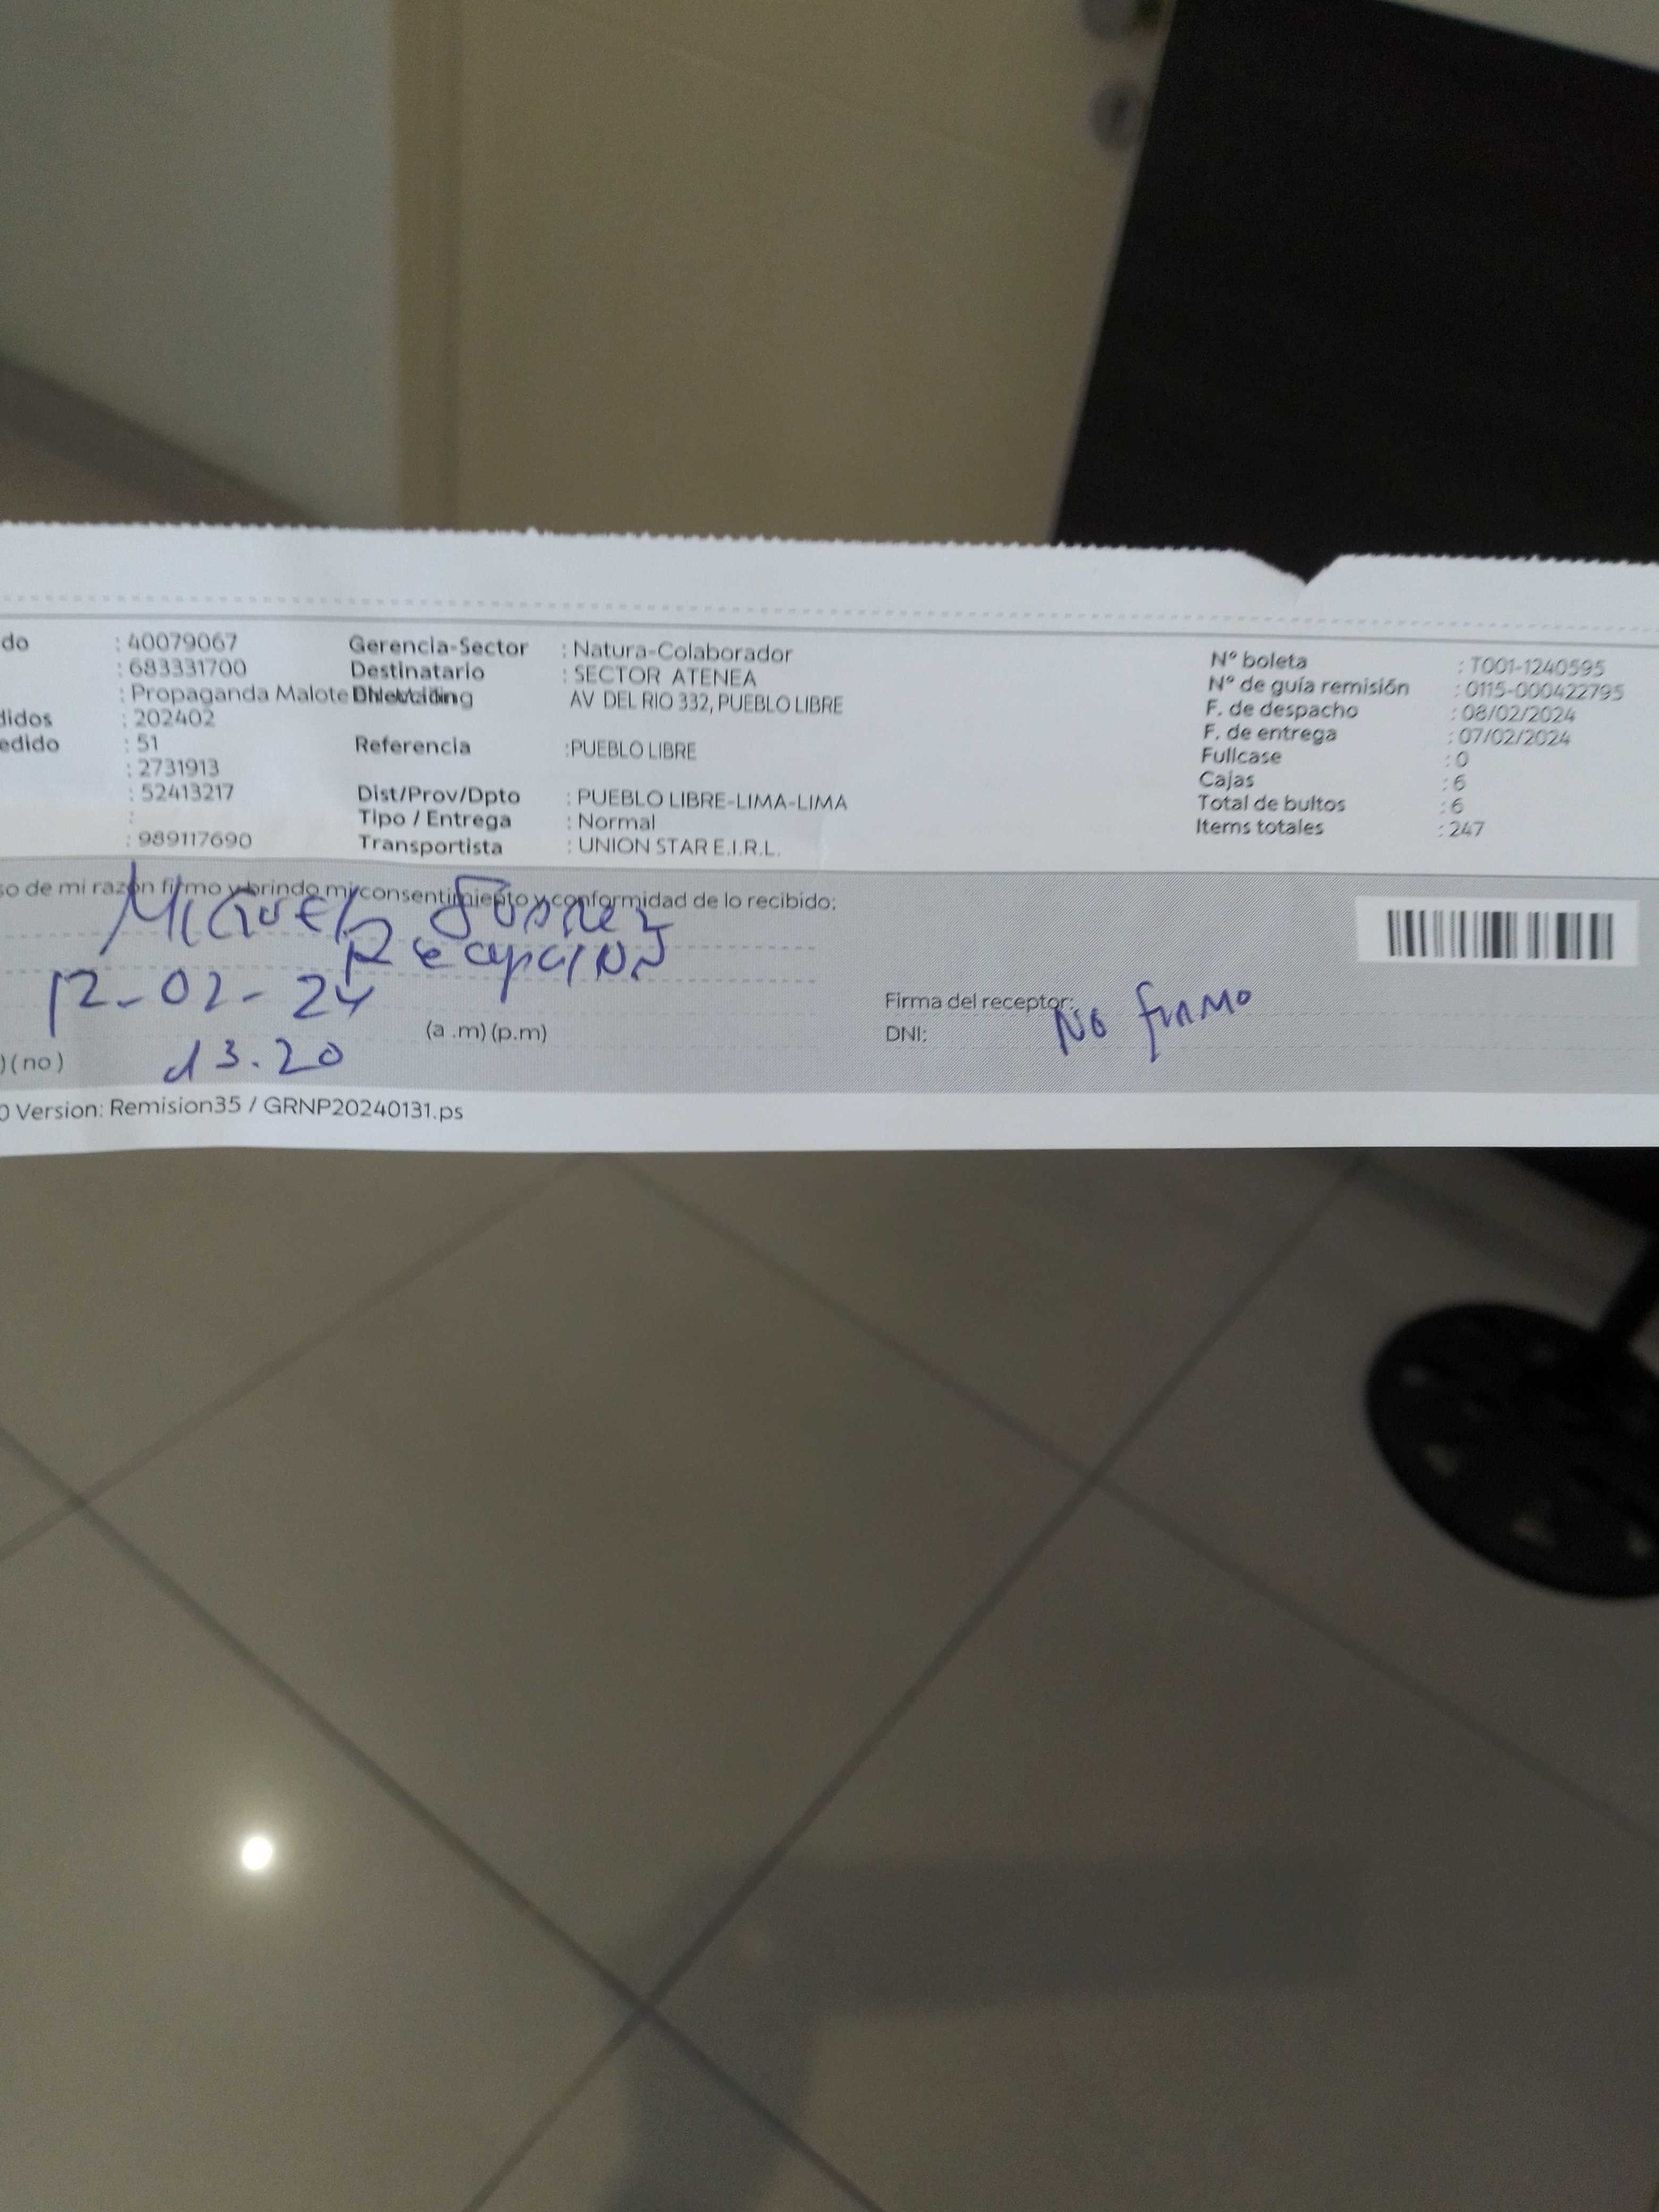 do : 40079067 Gerencia-Sector : Natura-Colaborador Nº boleta : T001-1240595
: 683331700 Destinatario : SECTOR ATENEA Nº de guía remisión : 0115-000422795
: Propaganda Malote AV DEL RIO 332, PUEBLO LIBRE F. de despacho : 08/02/2024
didos : 202402 F. de entrega : 07/02/2024
edido : 51 Referencia :PUEBLO LIBRE Fullcase : 0
: 2731913 Cajas : 6
: 52413217 Dist/Prov/Dpto : PUEBLO LIBRE-LIMA-LIMA Total de bultos : 6
: Tipo / Entrega : Normal Items totales : 247
: 989117690 Transportista : UNION STAR E.I.R.L.
so de mi razón firmo y brindo mi consentimiento y conformidad de lo recibido:
MIGUEL
Recepción
12-02-24
Firma del receptor: No firmo
(a .m) (p.m) DNI:
) ( no ) 13.20
0 Version: Remision35 / GRNP20240131.ps